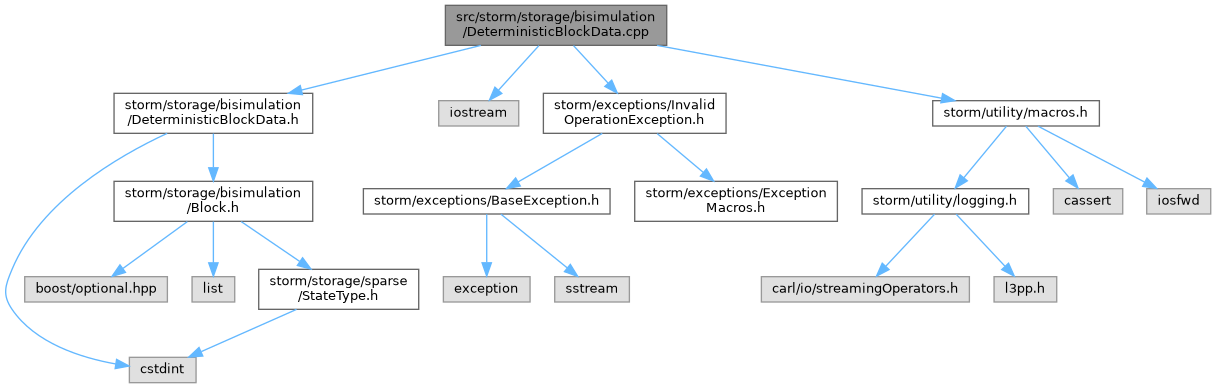 src/storm/storage/bisimulation
/DeterministicBlockData.cpp
storm/storage/bisimulation
/DeterministicBlockData.h
iostream
storm/exceptions/Invalid
OperationException.h
storm/utility/macros.h
storm/storage/bisimulation
/Block.h
storm/exceptions/BaseException.h
storm/exceptions/Exception
Macros.h
storm/utility/logging.h
cassert
iosfwd
boost/optional.hpp
list
storm/storage/sparse
/StateType.h
exception
sstream
carl/io/streamingOperators.h
l3pp.h
cstdint